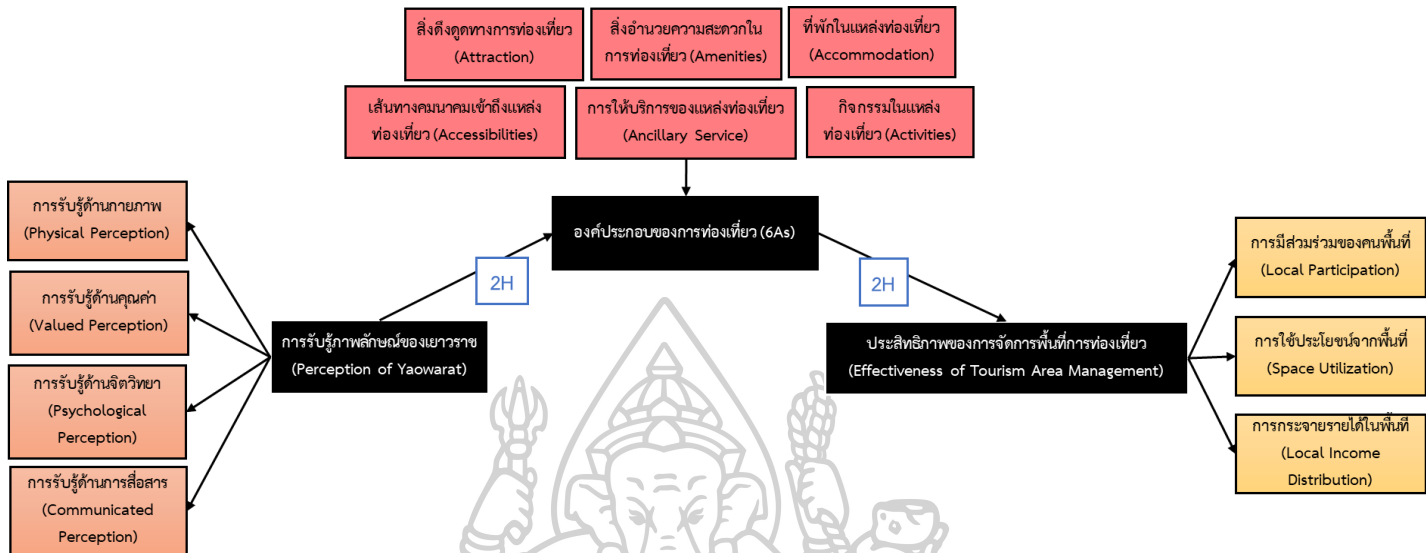 สิ่งดึงดูดทางการท่องเที่ยว
(Attraction)
สิ่งอำนวยความสะดวกใน
การท่องเที่ยว (Amenities)
ที่พักในแหล่งท่องเที่ยว
(Accommodation)
เส้นทางคมนาคมเข้าถึงแหล่ง
ท่องเที่ยว (Accessibilities)
การให้บริการของแหล่งท่องเที่ยว
(Ancillary Service)
กิจกรรมในแหล่ง
ท่องเที่ยว (Activities)
องค์ประกอบของการท่องเที่ยว (6As)
2H
2H
การรับรู้ด้านกายภาพ
(Physical Perception)
การรับรู้ด้านคุณค่า
(Valued Perception)
การรับรู้ด้านจิตวิทยา
(Psychological
Perception)
การรับรู้ด้านการสื่อสาร
(Communicated
Perception)
การรับรู้ภาพลักษณ์ของเยาวราช
(Perception of Yaowarat)
ประสิทธิภาพของการจัดการพื้นที่การท่องเที่ยว
(Effectiveness of Tourism Area Management)
การมีส่วนร่วมของคนพื้นที่
(Local Participation)
การใช้ประโยชน์จากพื้นที่
(Space Utilization)
การกระจายรายได้ในพื้นที่
(Local Income
Distribution)